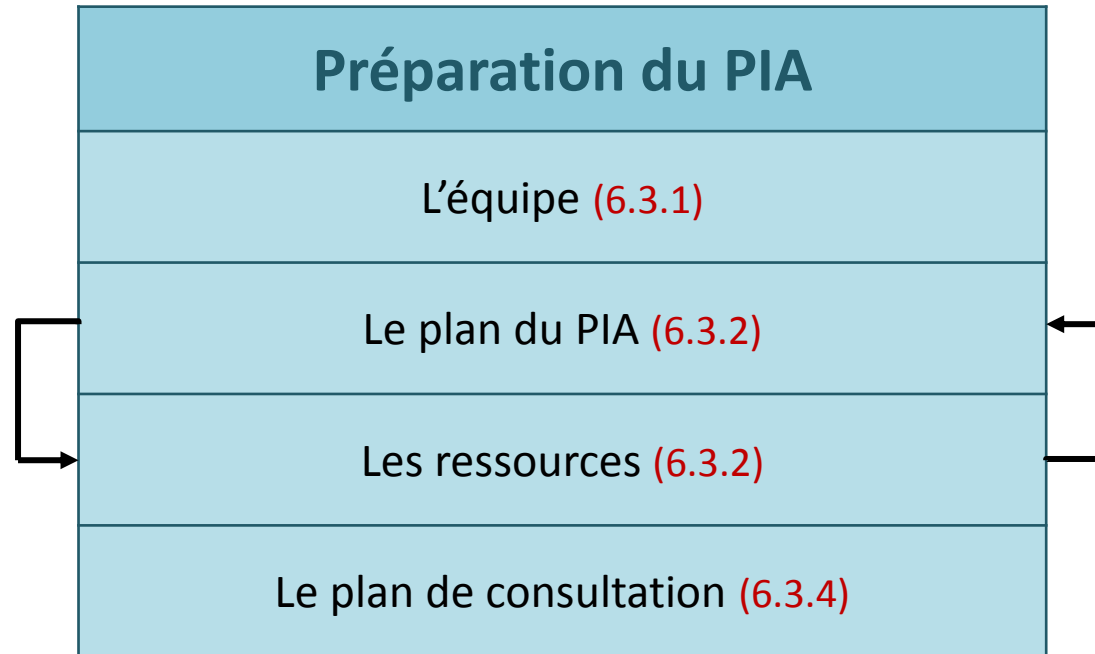 Préparation du PIA
L’équipe (6.3.1)
Le plan du PIA (6.3.2)
Les ressources (6.3.2)
Le plan de consultation (6.3.4)